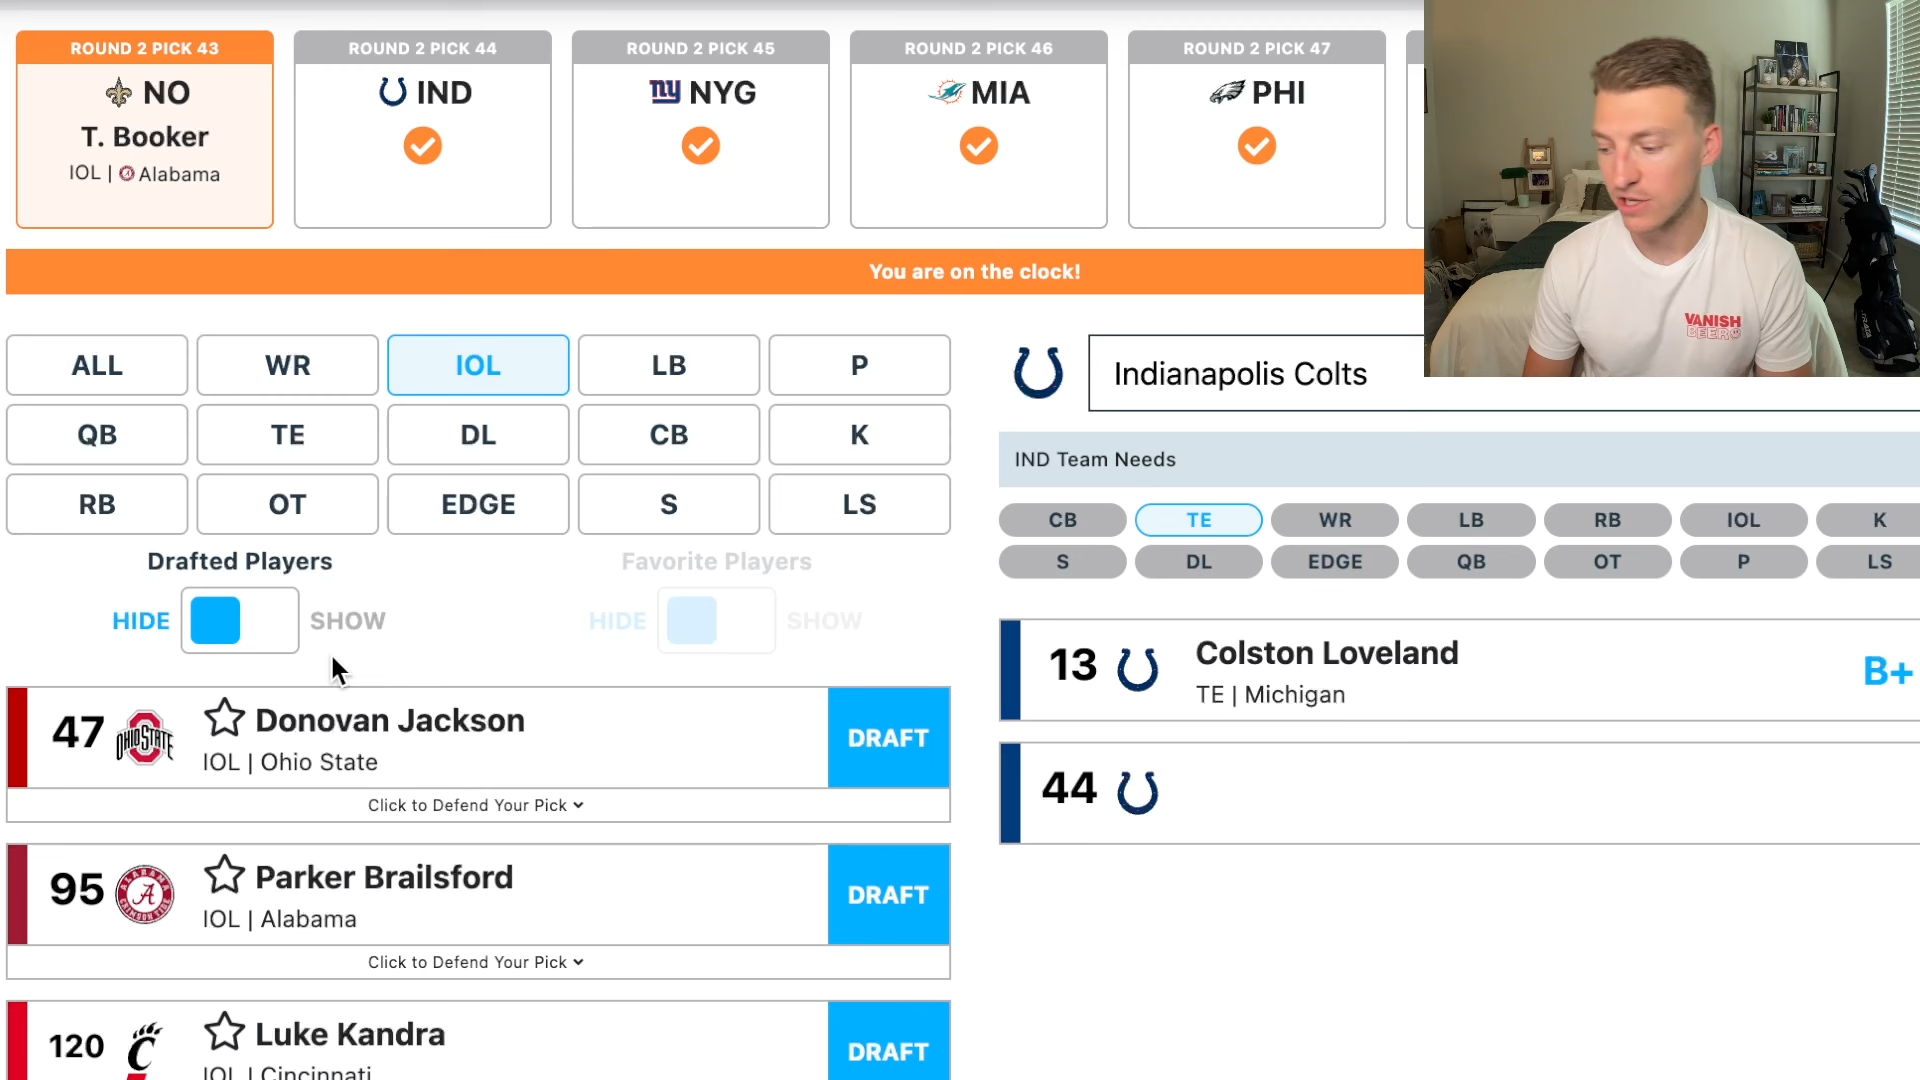 ROUND 2 PICK 43
NO
T. Booker
IOL | Alabama
ROUND 2 PICK 44
IND
ROUND 2 PICK 45
NYG
ROUND 2 PICK 46
MIA
ROUND 2 PICK 47
PHI
You are on the clock!
ALL
WR
IOL
LB
P
QB
TE
DL
CB
K
RB
OT
EDGE
S
LS
Drafted Players
HIDE
SHOW
Favorite Players
HIDE
SHOW
47
OHIO STATE
Donovan Jackson
IOL | Ohio State
DRAFT
Click to Defend Your Pick
95
Parker Brailsford
IOL | Alabama
DRAFT
Click to Defend Your Pick
120
Luke Kandra
IOL | Cincinnati
DRAFT
Indianapolis Colts
IND Team Needs
CB
TE
WR
LB
RB
IOL
K
S
DL
EDGE
QB
OT
P
LS
13
Colston Loveland
TE | Michigan
B+
44
VANISH
BEER